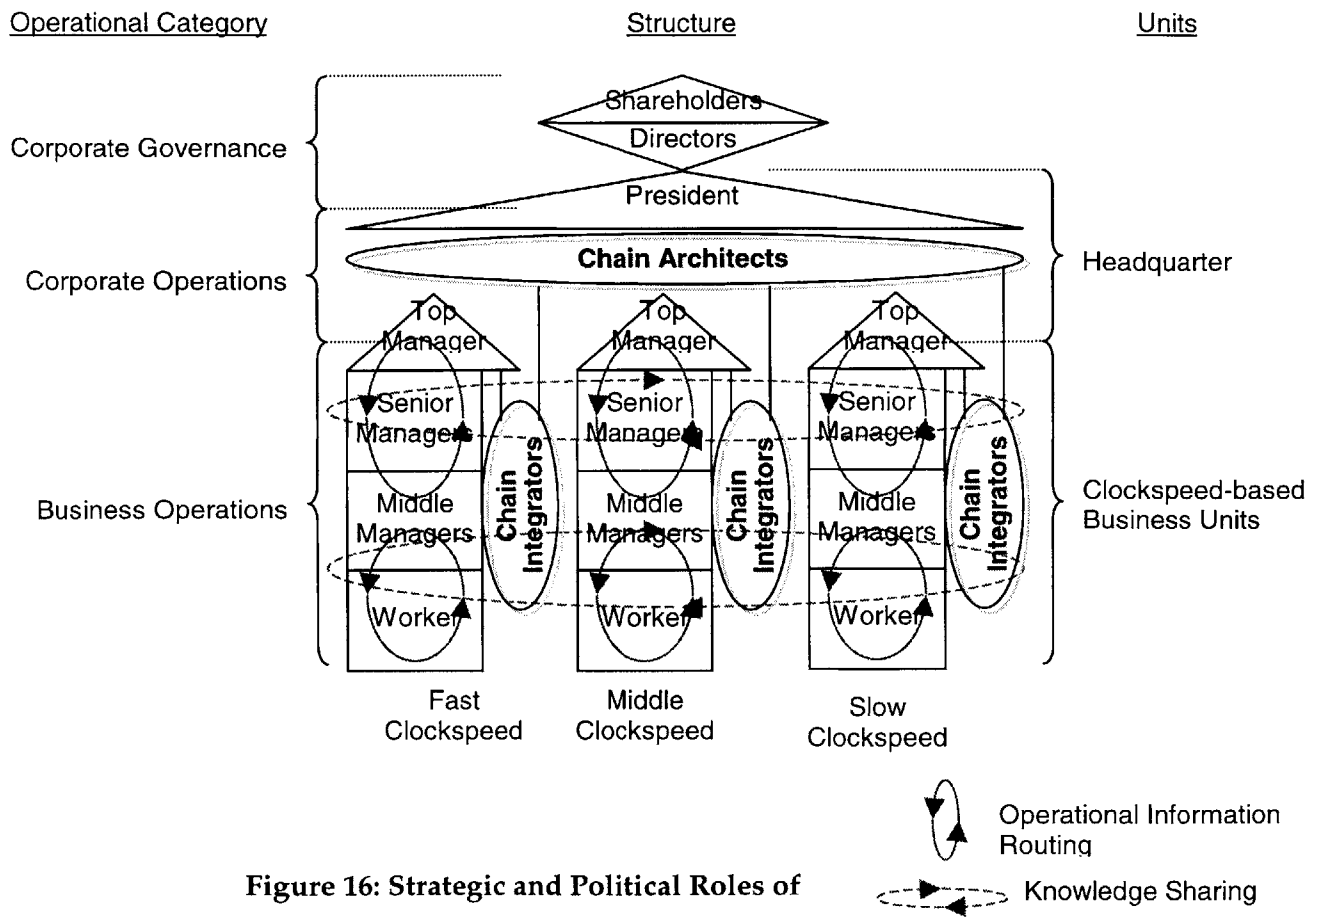 Operational Category
Structure
Units
Shareholders
Directors
Corporate Governance
President
Chain Architects
Corporate Operations
Headquarter
Top
Manager
Top
Manager
Top
Manager
Senior
Managers
Senior
Managers
Senior
Managers
Chain
Integrators
Chain
Integrators
Chain
Integrators
Business Operations
Middle
Managers
Middle
Managers
Middle
Managers
Clockspeed-based
Business Units
Worker
Worker
Worker
Fast
Clockspeed
Middle
Clockspeed
Slow
Clockspeed
Operational Information
Routing
Figure 16: Strategic and Political Roles of
Knowledge Sharing